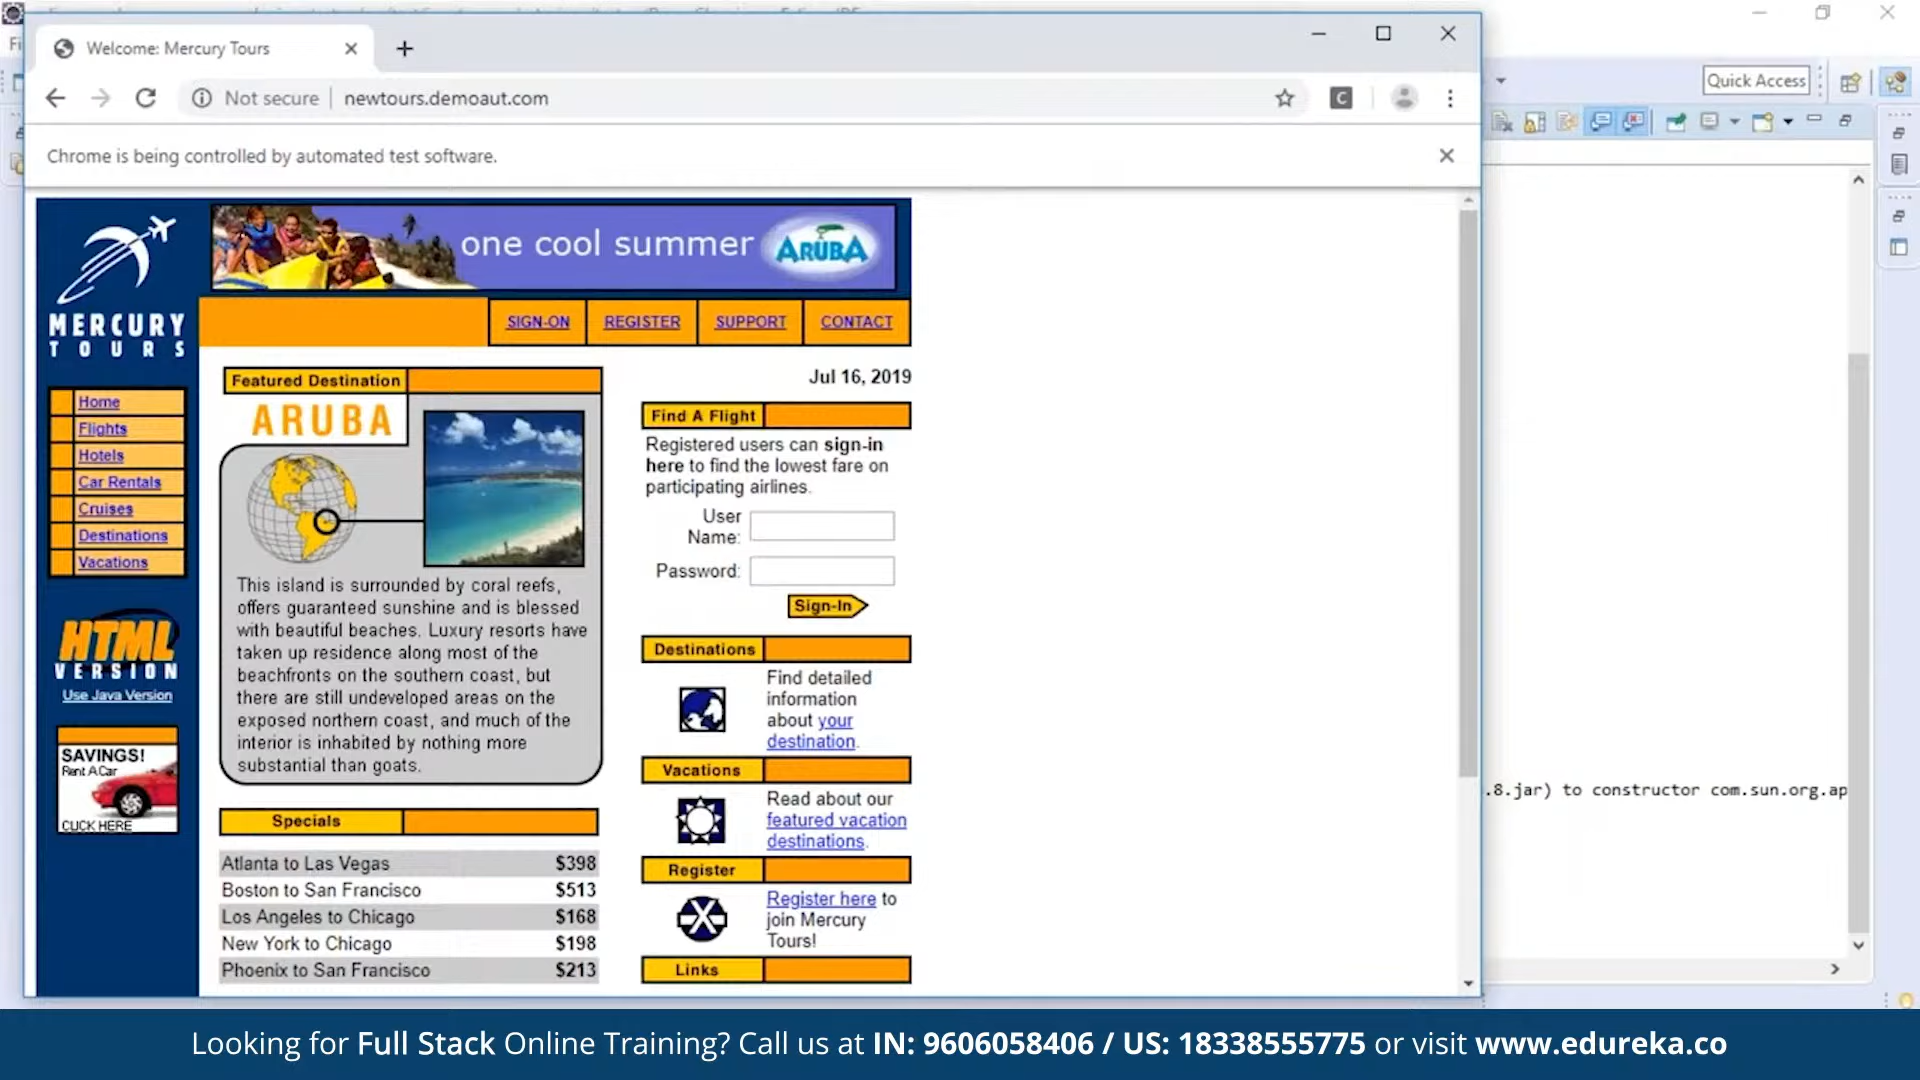 Welcome: Mercury Tours
Quick Access
Not secure
newtours.demoaut.com
Chrome is being controlled by automated test software.
one cool summer ARUBA
MERCURY
TOURS
SIGN-ON
REGISTER
SUPPORT
CONTACT
Home
Flights
Hotels
Car Rentals
Cruises
Destinations
Vacations
HTML
VERSION
Use Java Version
SAVINGS!
Rent A Car
CLICK HERE
Featured Destination
ARUBA
This island is surrounded by coral reefs,
offers guaranteed sunshine and is blessed
with beautiful beaches. Luxury resorts have
taken up residence along most of the
beachfronts on the southern coast, but
there are still undeveloped areas on the
exposed northern coast, and much of the
interior is inhabited by nothing more
substantial than goats.
Specials
Atlanta to Las Vegas $398
Boston to San Francisco $513
Los Angeles to Chicago $168
New York to Chicago $198
Phoenix to San Francisco $213
Jul 16, 2019
Find A Flight
Registered users can sign-in
here to find the lowest fare on
participating airlines.
User
Name:
Password:
Sign-In
Destinations
Find detailed
information
about your
destination.
Vacations
Read about our
featured vacation
destinations.
Register
Register here to
join Mercury
Tours!
Links
.8.jar) to constructor com.sun.org.ap
Looking for Full Stack Online Training? Call us at IN: 9606058406 / US: 18338555775 or visit www.edureka.co